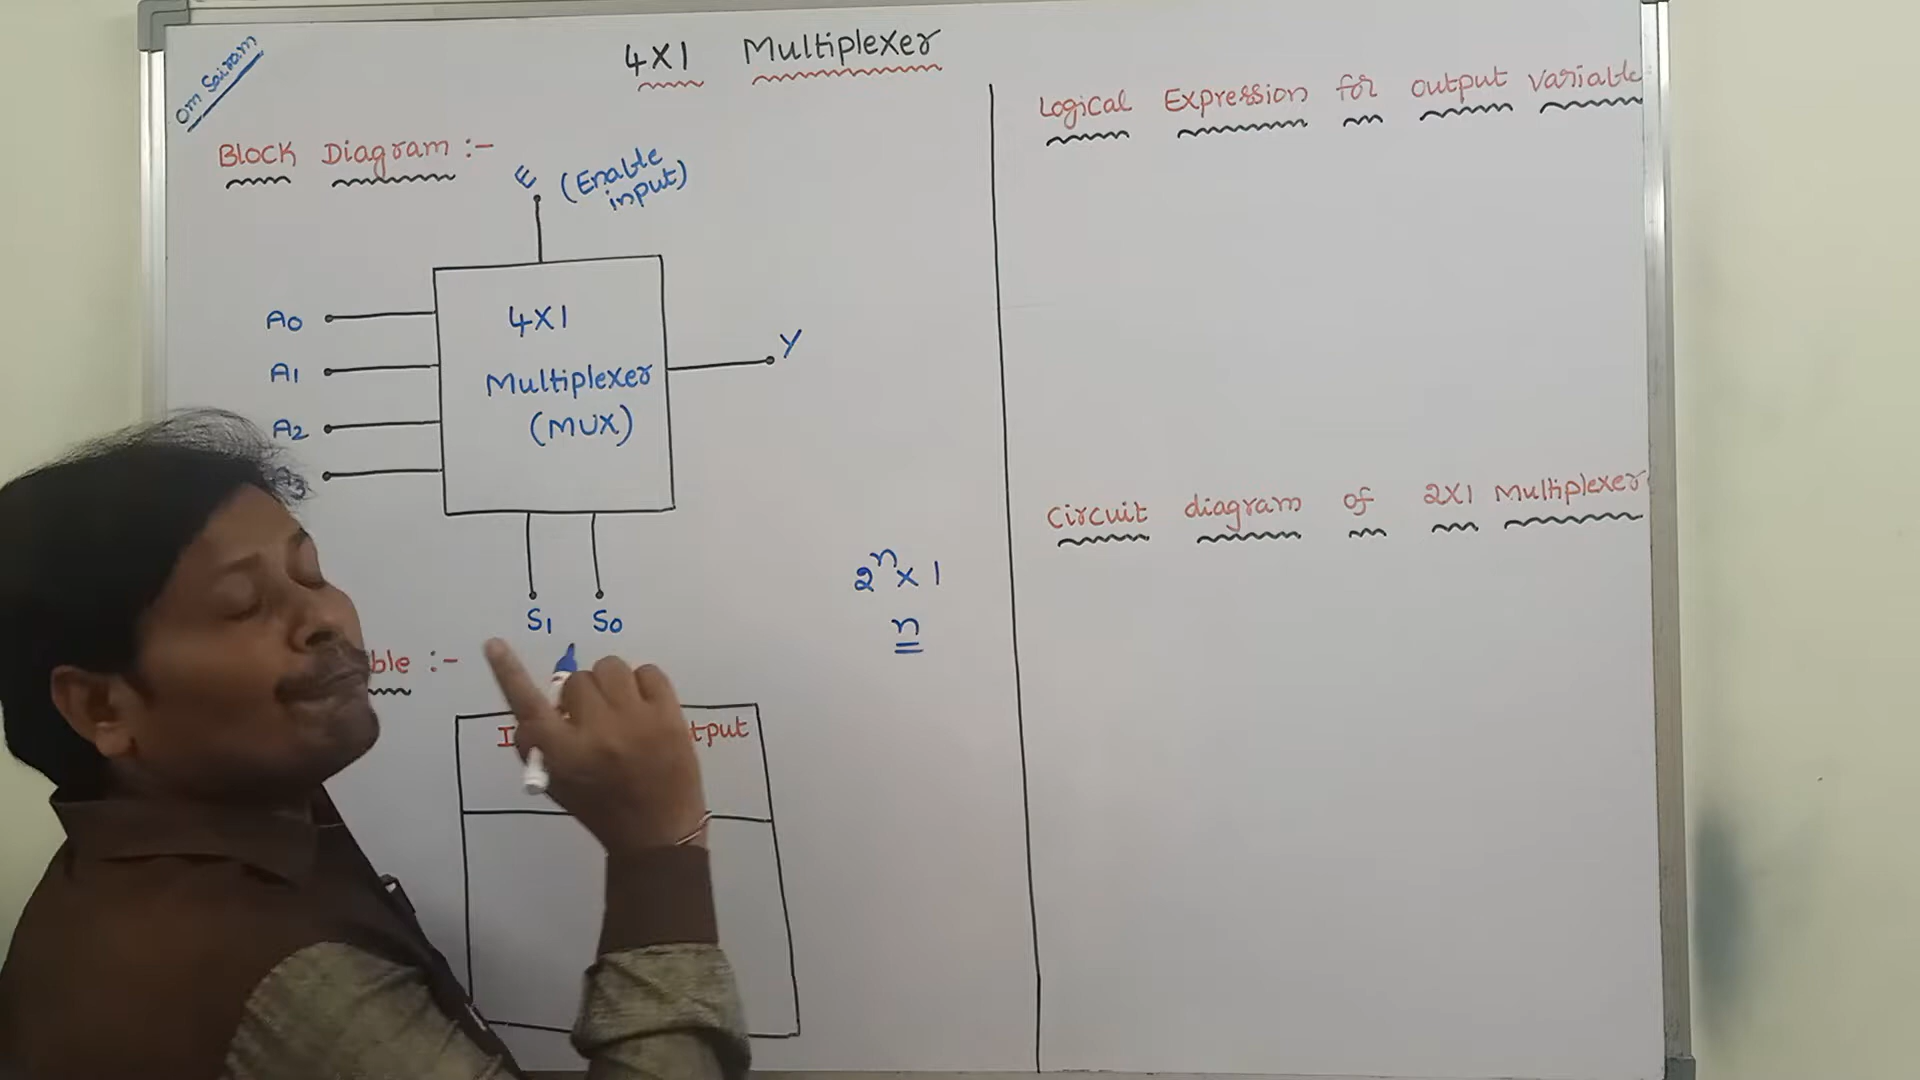 Om Sairam
4X1 Multiplexer
Block Diagram :-
E (Enable input)
A0
A1
A2
4X1
Multiplexer
(MUX)
Y
S1 S0
2^n x 1
n
Logical Expression for output variable
Circuit diagram of 2X1 Multiplexer